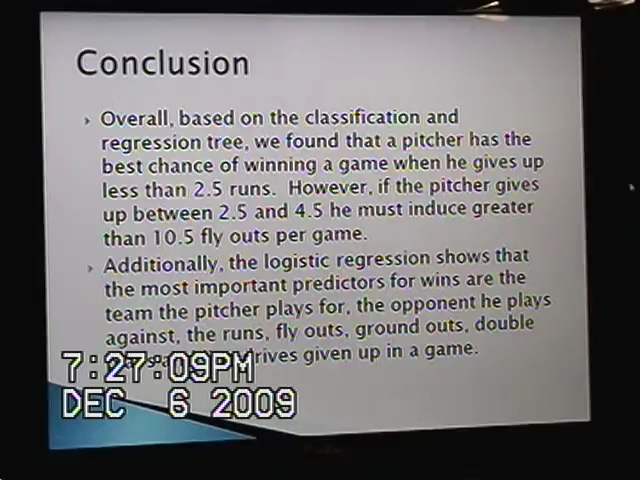 Conclusion
Overall, based on the classification and
regression tree, we found that a pitcher has the
best chance of winning a game when he gives up
less than 2.5 runs. However, if the pitcher gives
up between 2.5 and 4.5 he must induce greater
than 10.5 fly outs per game.
Additionally, the logistic regression shows that
the most important predictors for wins are the
team the pitcher plays for, the opponent he plays
against, the runs, fly outs, ground outs, double
drives given up in a game.
7:27:09PM
DEC 6 2009